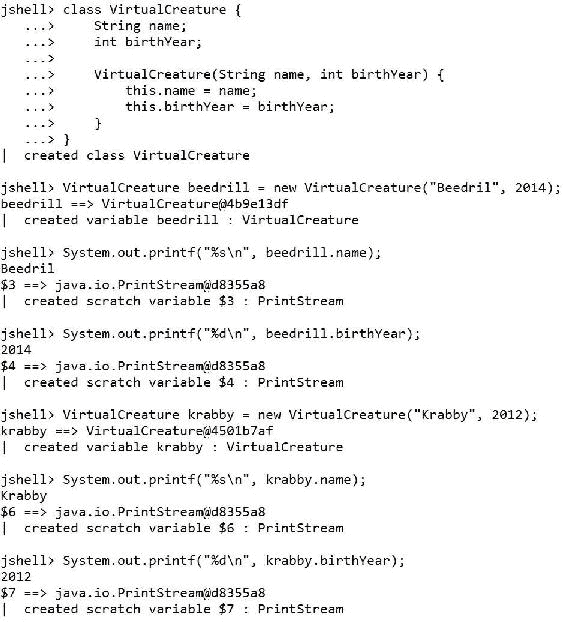 jshell> class VirtualCreature {
   ...>     String name;
   ...>     int birthYear;
   ...>
   ...>     VirtualCreature(String name, int birthYear) {
   ...>         this.name = name;
   ...>         this.birthYear = birthYear;
   ...>     }
   ...> }
|  created class VirtualCreature

jshell> VirtualCreature beedrill = new VirtualCreature("Beedril", 2014);
beedrill ==> VirtualCreature@4b9e13df
|  created variable beedrill : VirtualCreature

jshell> System.out.printf("%s\n", beedrill.name);
Beedril
$3 ==> java.io.PrintStream@d8355a8
|  created scratch variable $3 : PrintStream

jshell> System.out.printf("%d\n", beedrill.birthYear);
2014
$4 ==> java.io.PrintStream@d8355a8
|  created scratch variable $4 : PrintStream

jshell> VirtualCreature krabby = new VirtualCreature("Krabby", 2012);
krabby ==> VirtualCreature@4501b7af
|  created variable krabby : VirtualCreature

jshell> System.out.printf("%s\n", krabby.name);
Krabby
$6 ==> java.io.PrintStream@d8355a8
|  created scratch variable $6 : PrintStream

jshell> System.out.printf("%d\n", krabby.birthYear);
2012
$7 ==> java.io.PrintStream@d8355a8
|  created scratch variable $7 : PrintStream